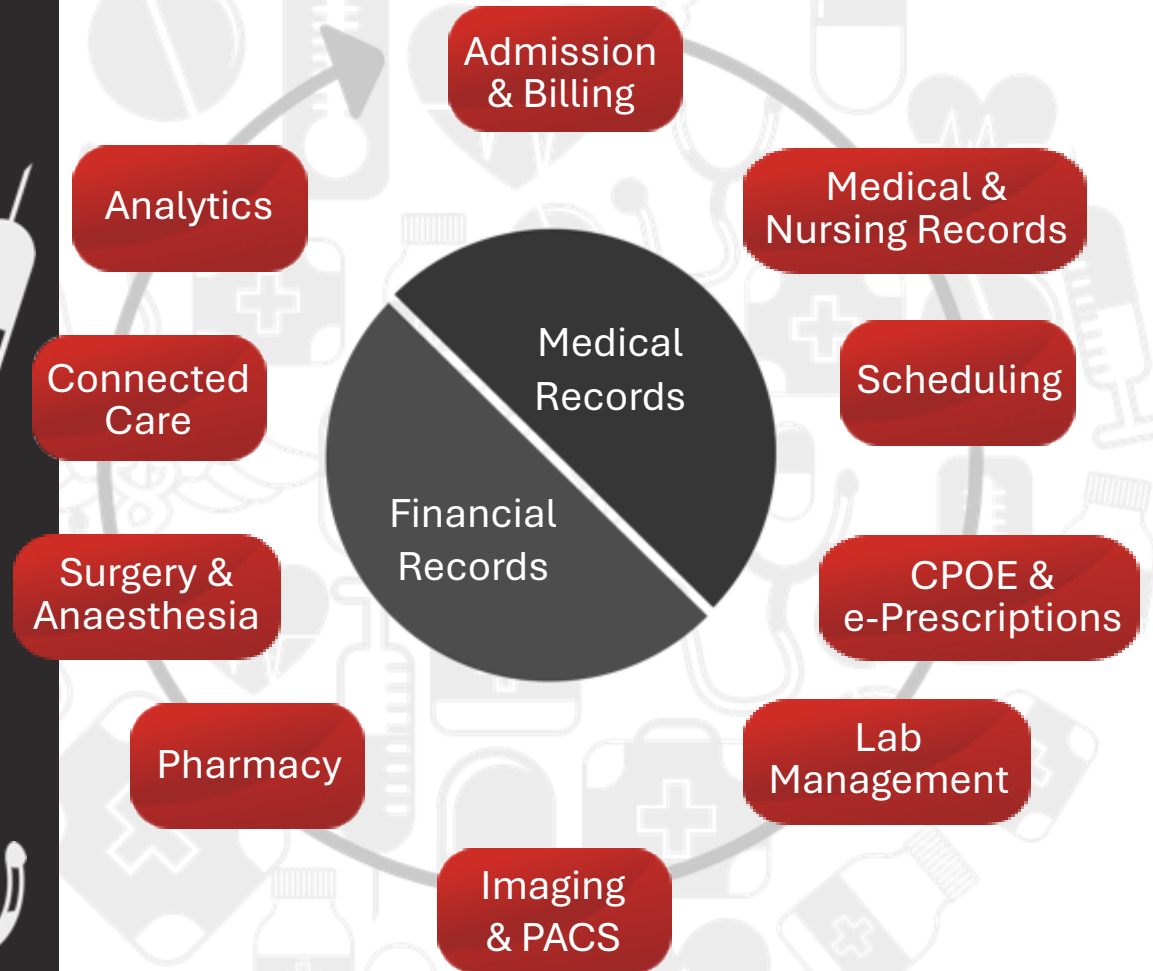 Admission
& Billing
Medical &
Nursing Records
Scheduling
CPOE &
e-Prescriptions
Lab
Management
Imaging
& PACS
Pharmacy
Surgery &
Anaesthesia
Connected
Care
Analytics
Medical
Records
Financial
Records